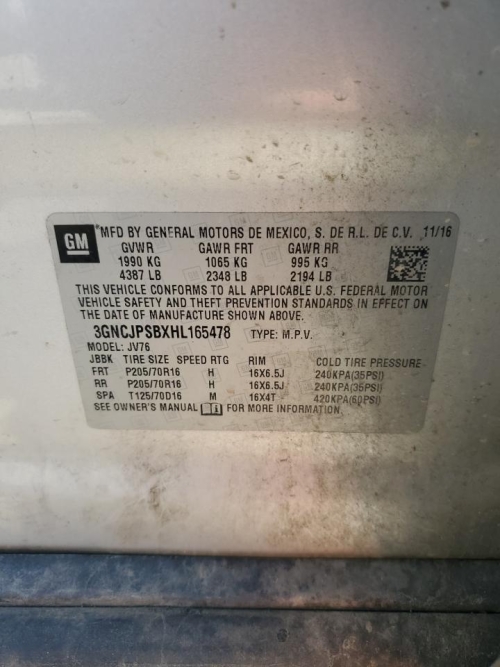 GM ®MFD BY GENERAL MOTORS DE MEXICO, S. DE R.L. DE C.V. 11/16
GVWR GAWR FRT GAWR RR
1990 KG 1065 KG 995 KG
4387 LB 2348 LB 2194 LB
THIS VEHICLE CONFORMS TO ALL APPLICABLE U.S. FEDERAL MOTOR
VEHICLE SAFETY AND THEFT PREVENTION STANDARDS IN EFFECT ON
THE DATE OF MANUFACTURE SHOWN ABOVE.
3GNCJPSBXHL165478 TYPE: M.P.V.
MODEL: JV76
JBBK TIRE SIZE SPEED RTG RIM COLD TIRE PRESSURE
FRT P205/70R16 H 16X6.5J 240KPA(35PSI)
RR P205/70R16 H 16X6.5J 240KPA(35PSI)
SPA T125/70D16 M 16X4T 420KPA(60PSI)
SEE OWNER'S MANUAL FOR MORE INFORMATION.